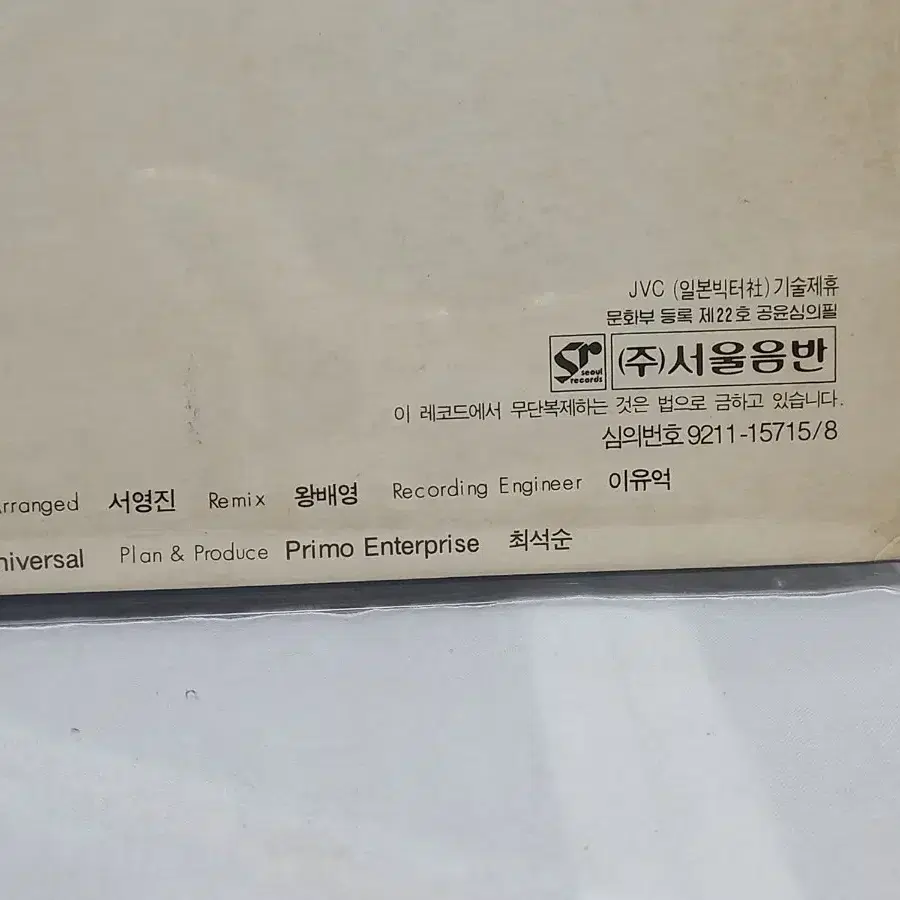 JVC (일본빅터社)기술제휴
문화부 등록 제22호 공윤심의필
sr seoul records (주)서울음반
이 레코드에서 무단복제하는 것은 법으로 금하고 있습니다.
심의번호 9211-15715/8
rranged 서영진 Remix 왕배영 Recording Engineer 이유억
niversal Plan & Produce Primo Enterprise 최석순